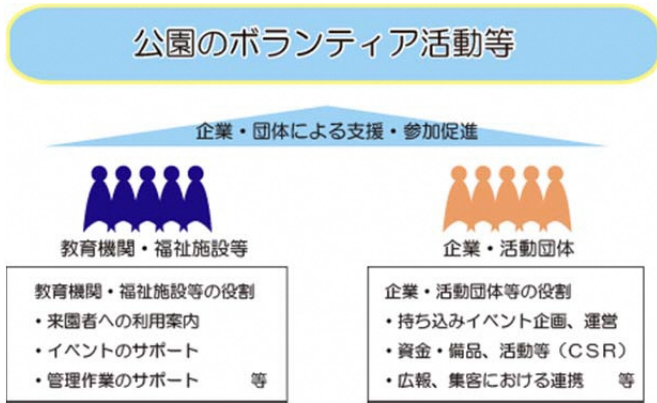 公園のボランティア活動等
企業・団体による支援・参加促進
教育機関・福祉施設等
教育機関・福祉施設等の役割
・来園者への利用案内
・イベントのサポート
・管理作業のサポート 等
企業・活動団体
企業・活動団体等の役割
・持ち込みイベント企画、運営
・資金・備品、活動等（CSR）
・広報、集客における連携 等